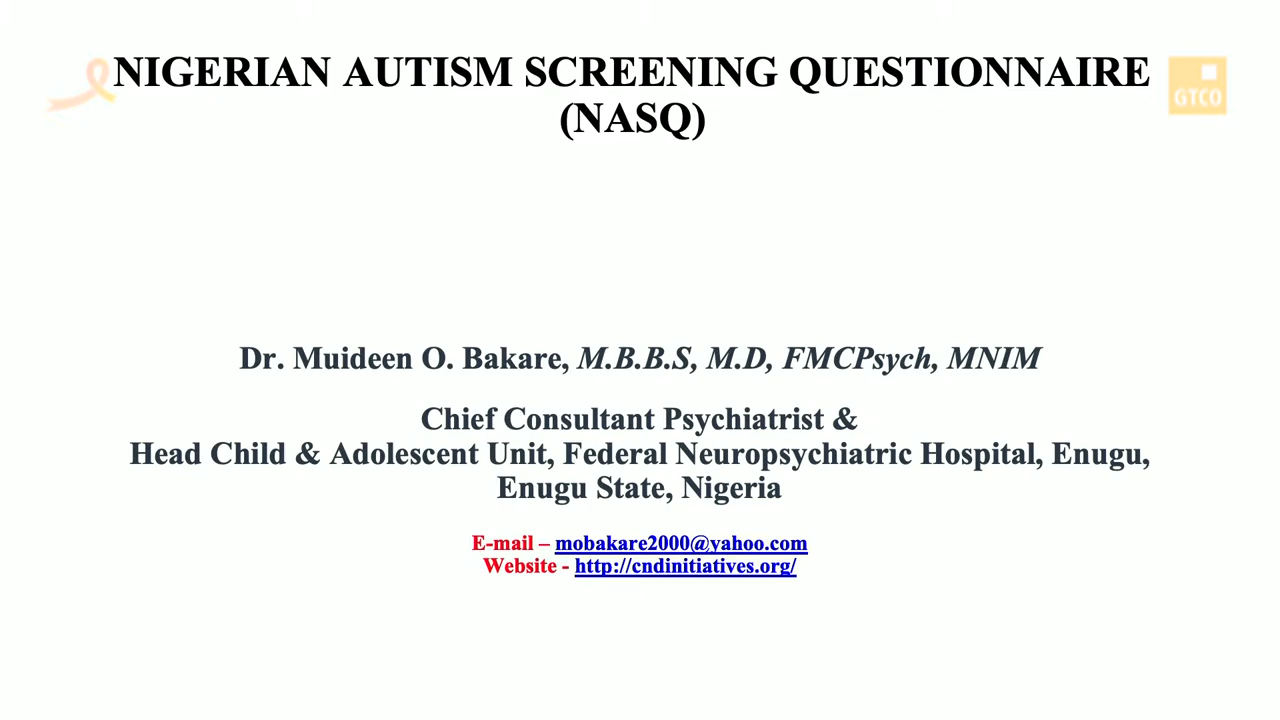 NIGERIAN AUTISM SCREENING QUESTIONNAIRE
(NASQ)
GTCO
Dr. Muideen O. Bakare, M.B.B.S, M.D, FMCPsych, MNIM
Chief Consultant Psychiatrist &
Head Child & Adolescent Unit, Federal Neuropsychiatric Hospital, Enugu,
Enugu State, Nigeria
E-mail – mobakare2000@yahoo.com
Website - http://cndinitiatives.org/